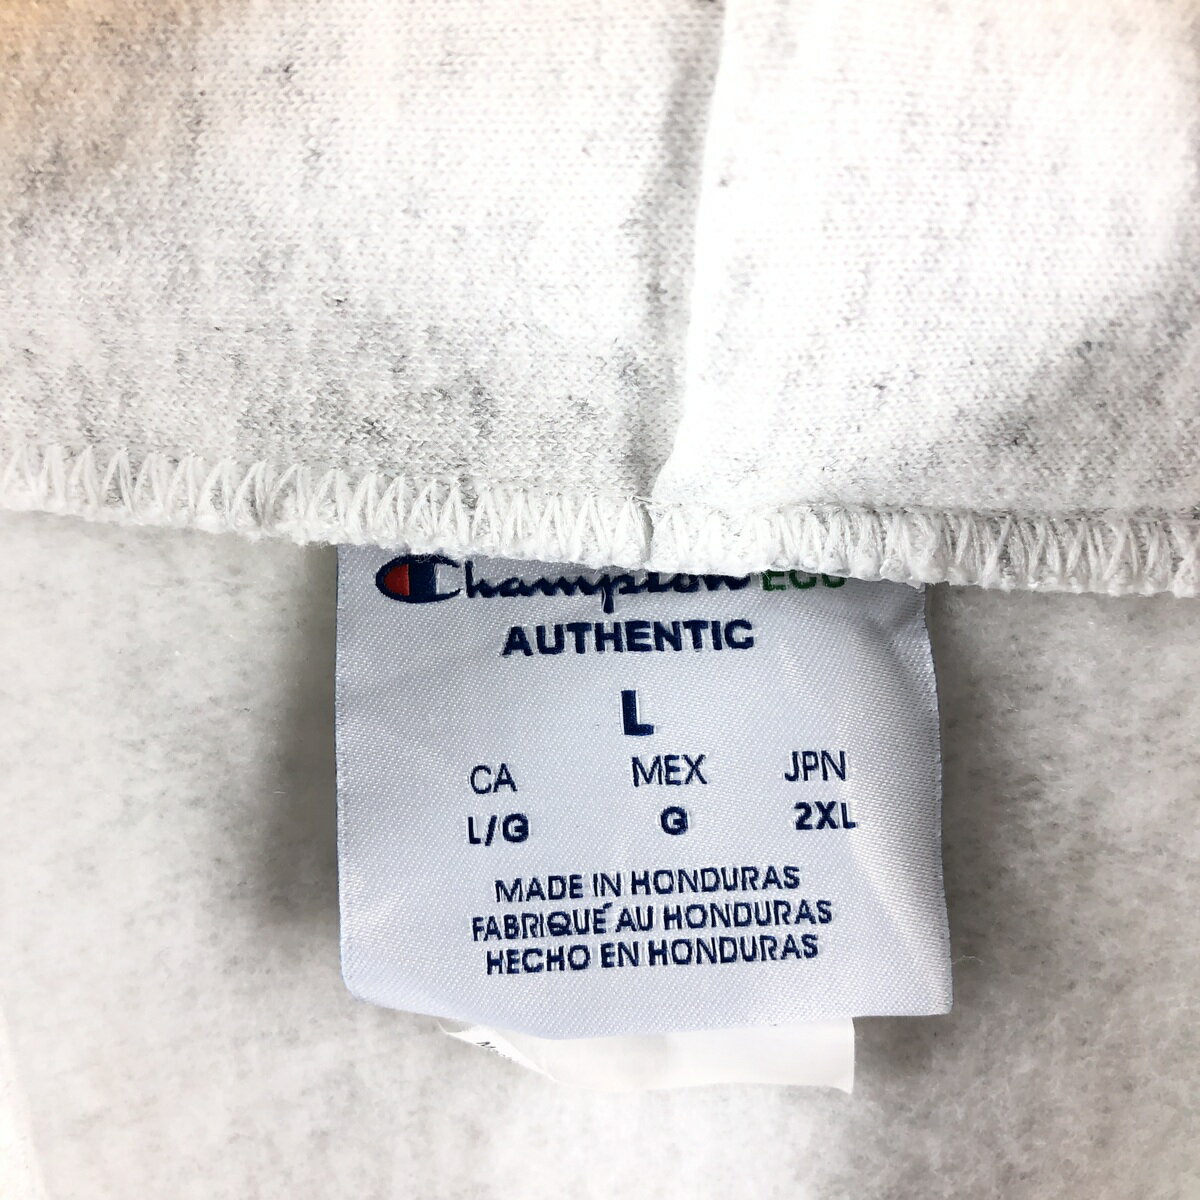 Champion ECO
AUTHENTIC
L
CA MEX JPN
L/G G 2XL
MADE IN HONDURAS
FABRIQUÉ AU HONDURAS
HECHO EN HONDURAS